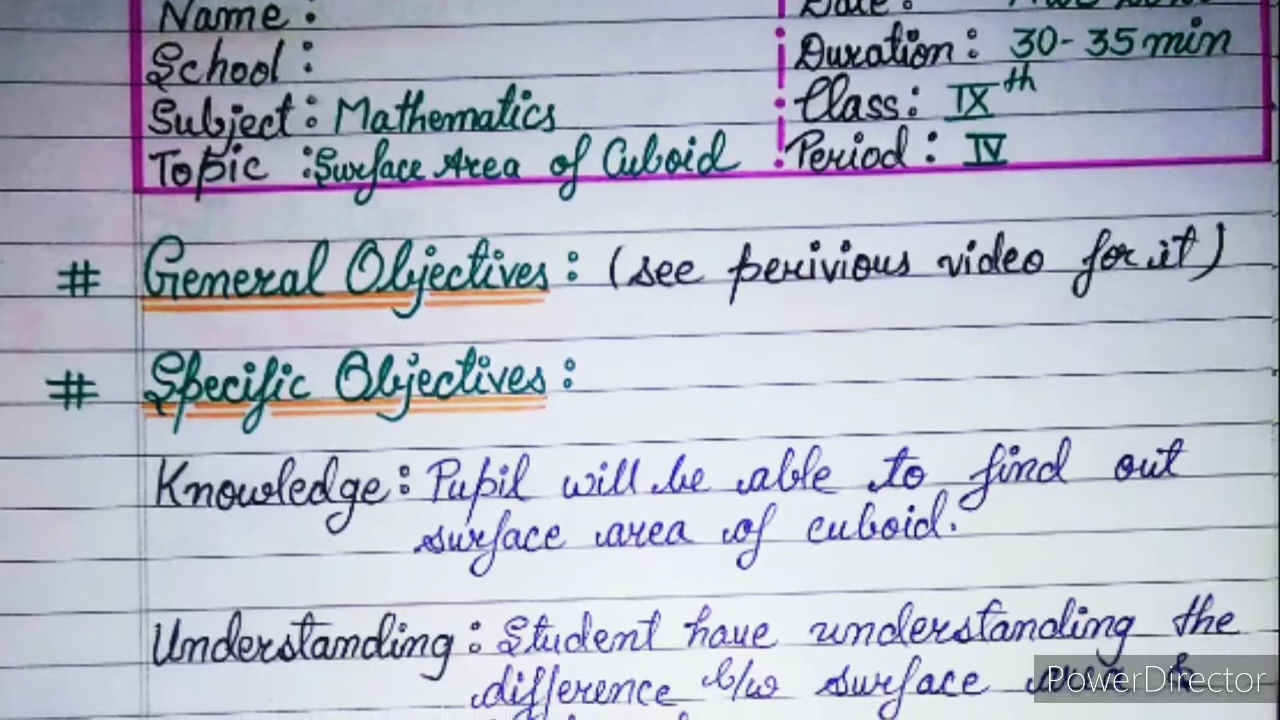 Name :
School :
Subject : Mathematics
Topic : Surface Area of Cuboid
Date :
Duration : 30-35 min
Class : IXth
Period : IV
# General Objectives : (see perivious video for it)
# Specific Objectives :
Knowledge : Pupil will be able to find out
surface area of cuboid.
Understanding : Student have understanding the
difference b/w surface area &
PowerDirector